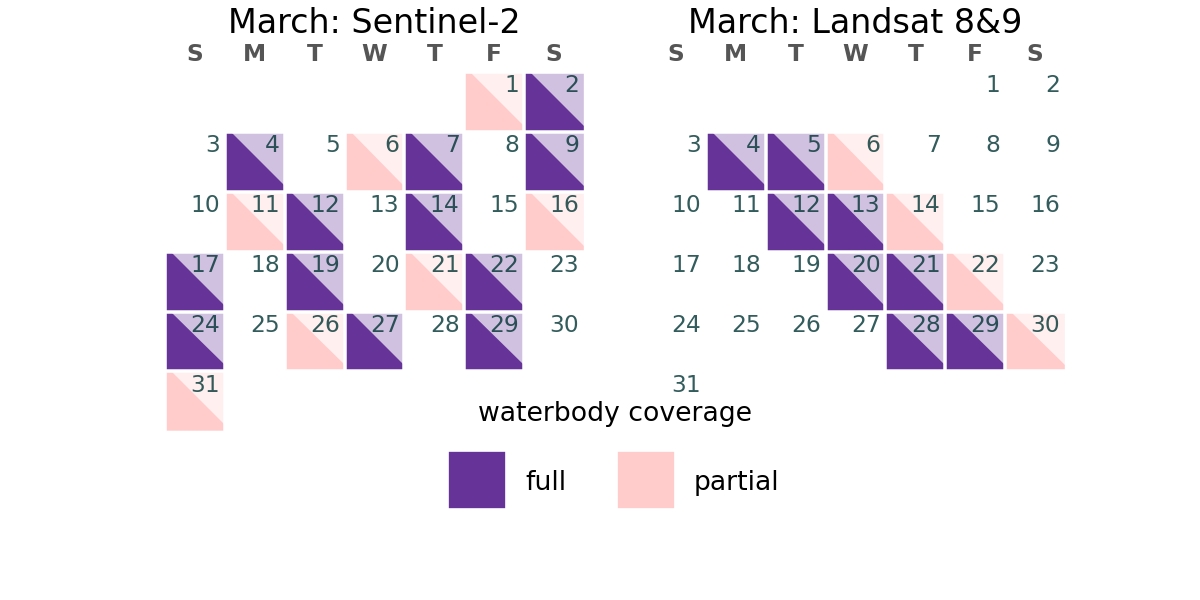 March: Sentinel-2
S M T W T F S
1 2
3 4 5 6 7 8 9
10 11 12 13 14 15 16
17 18 19 20 21 22 23
24 25 26 27 28 29 30
31
March: Landsat 8&9
S M T W T F S
1 2
3 4 5 6 7 8 9
10 11 12 13 14 15 16
17 18 19 20 21 22 23
24 25 26 27 28 29 30
31
waterbody coverage
full partial